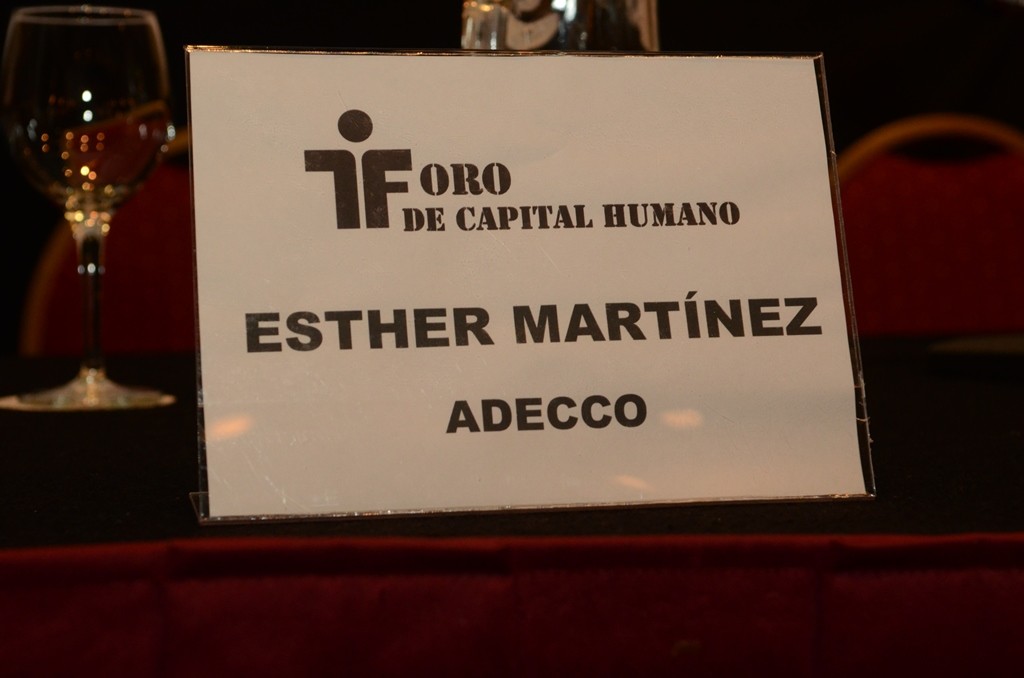 FORO
DE CAPITAL HUMANO
ESTHER MARTÍNEZ
ADECCO